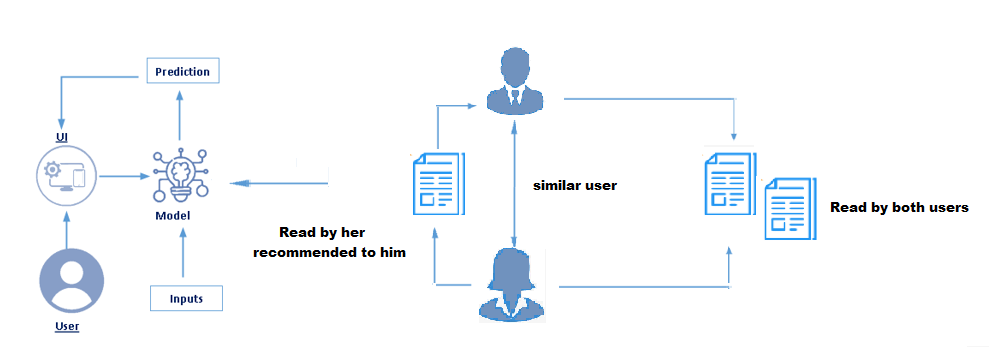 Prediction
UI
Model
Inputs
User
Read by her
recommended to him
similar user
Read by both users